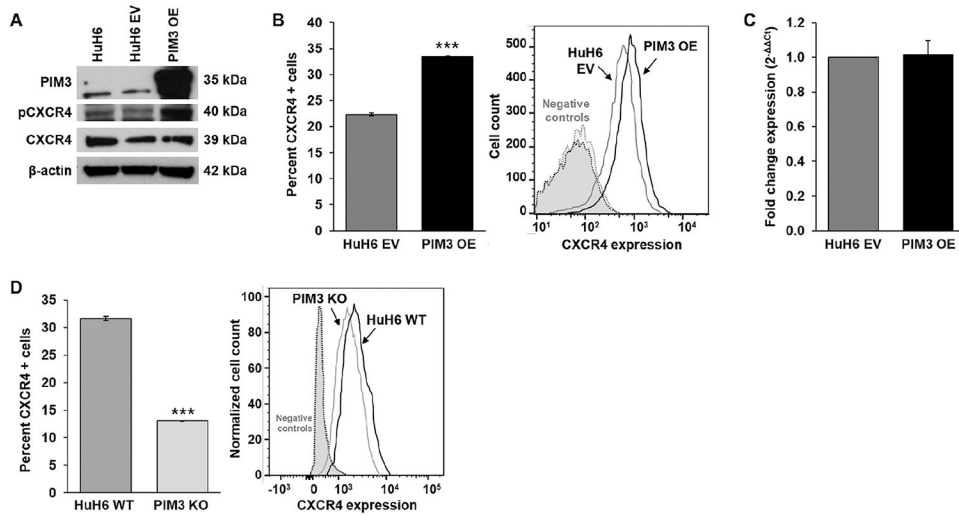 A
HuH6
HuH6 EV
PIM3 OE
PIM3
35 kDa
pCXCR4
40 kDa
CXCR4
39 kDa
β-actin
42 kDa
B
Percent CXCR4 + cells
40
35
30
25
20
15
10
5
0
***
HuH6 EV
PIM3 OE
Cell count
500
400
300
200
100
0
HuH6
EV
PIM3 OE
Negative
controls
10¹
10²
10³
10⁴
CXCR4 expression
C
Fold change expression (2^-ΔΔCt)
1.2
1.0
0.8
0.6
0.4
0.2
0.0
HuH6 EV
PIM3 OE
D
Percent CXCR4 + cells
35
30
25
20
15
10
5
0
***
HuH6 WT
PIM3 KO
Normalized cell count
100
80
60
40
20
0
PIM3 KO
HuH6 WT
Negative
controls
-10³
0
10³
10⁴
10⁵
CXCR4 expression